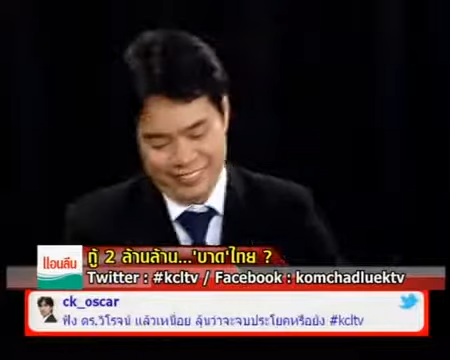 แอนลีน
กู้ 2 ล้านล้าน...'บาด'ไทย ?
Twitter : #kcltv / Facebook : komchadluektv
ck_oscar
ฟัง ดร.วิโรจน์ แล้วเหนื่อย ลุ้นว่าจะจบประโยคหรือยัง #kcltv